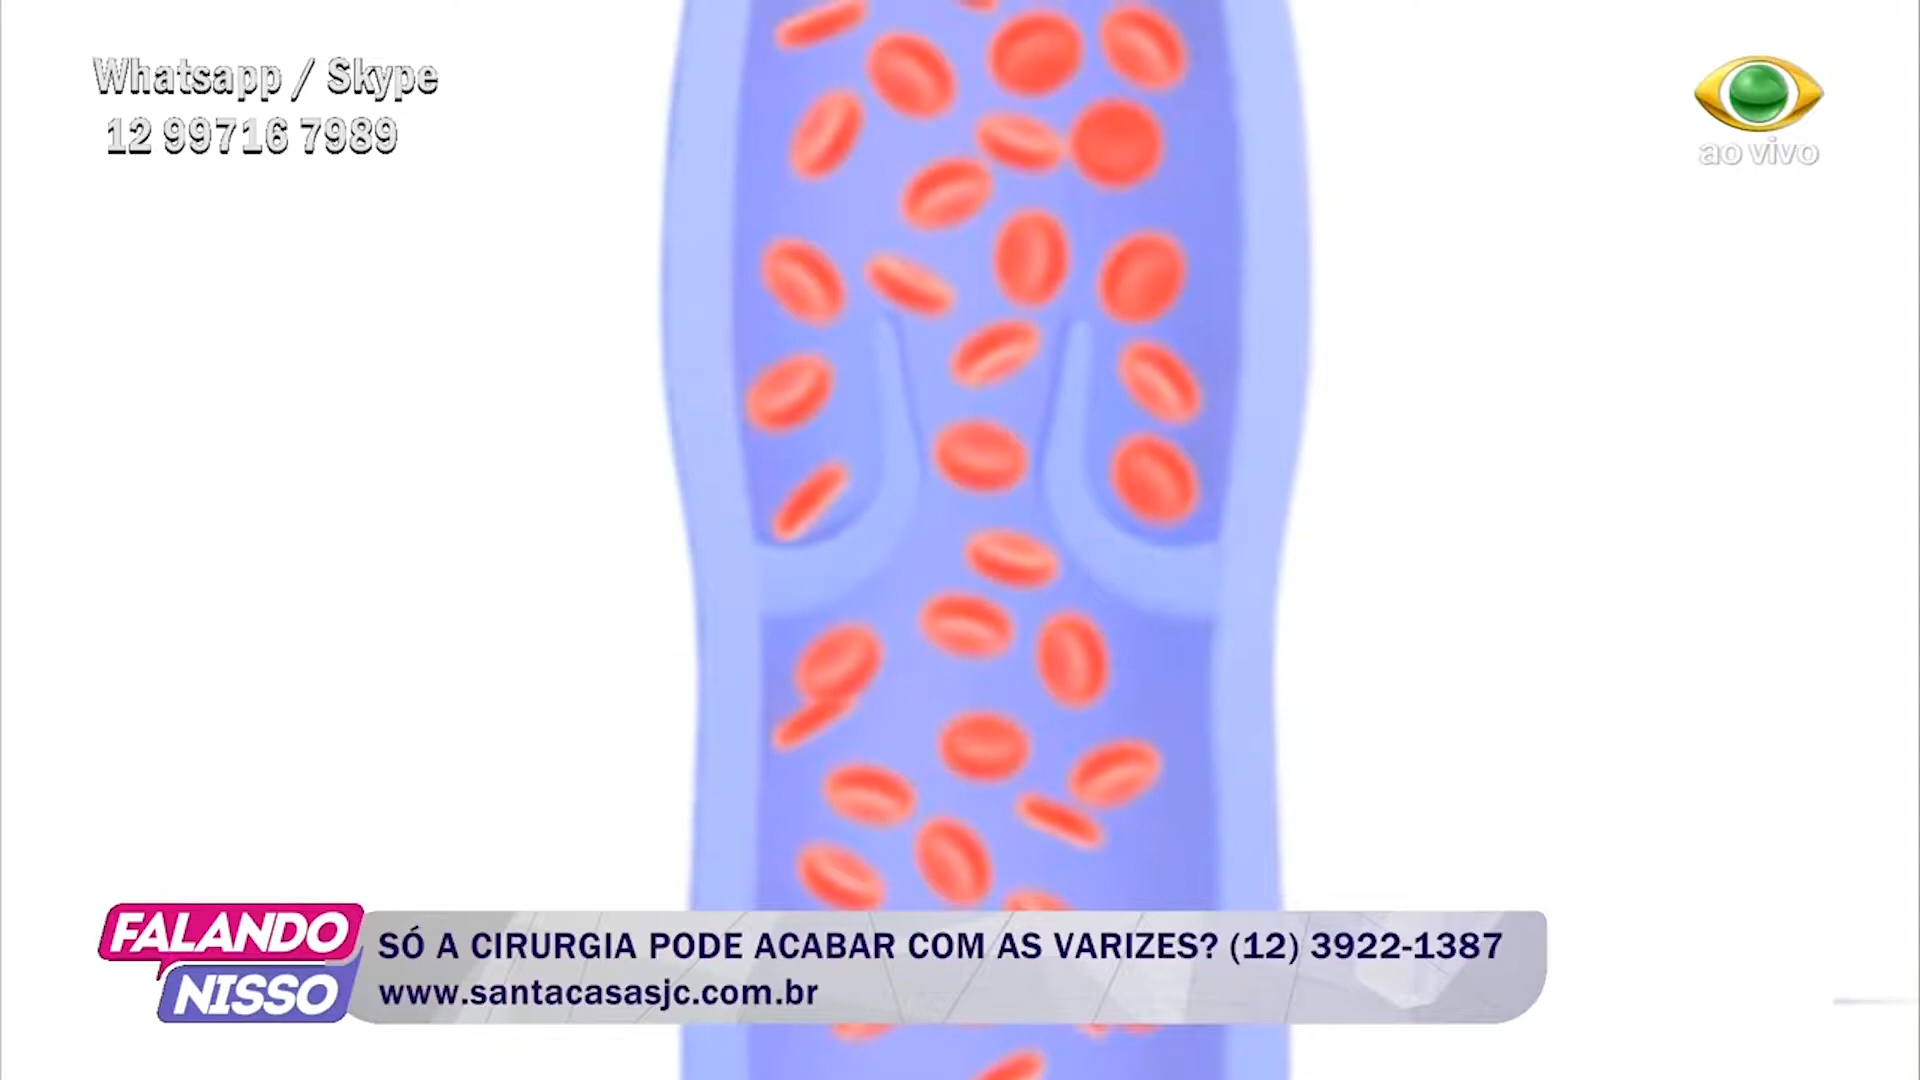 Whatsapp / Skype
12 99716 7989
ao vivo
FALANDO
NISSO
SÓ A CIRURGIA PODE ACABAR COM AS VARIZES? (12) 3922-1387
www.santacasasjc.com.br